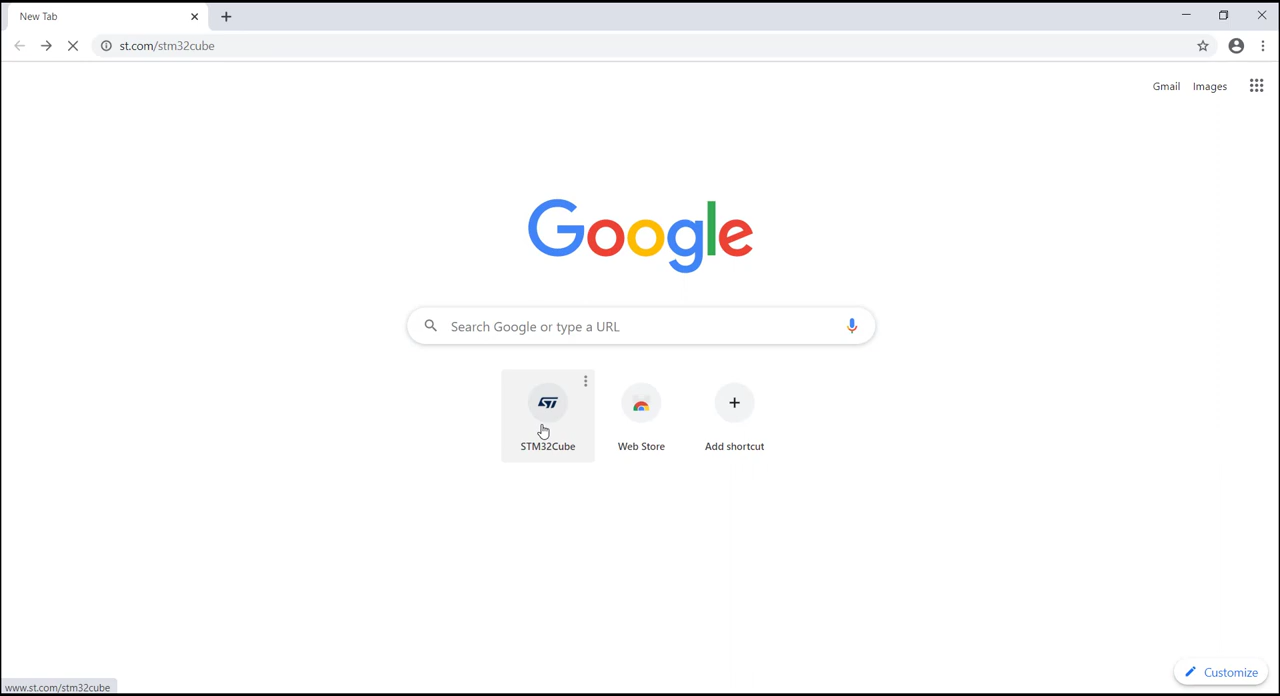 New Tab
st.com/stm32cube
Gmail Images
Google
Search Google or type a URL
ST
STM32Cube
Web Store
Add shortcut
Customize
www.st.com/stm32cube